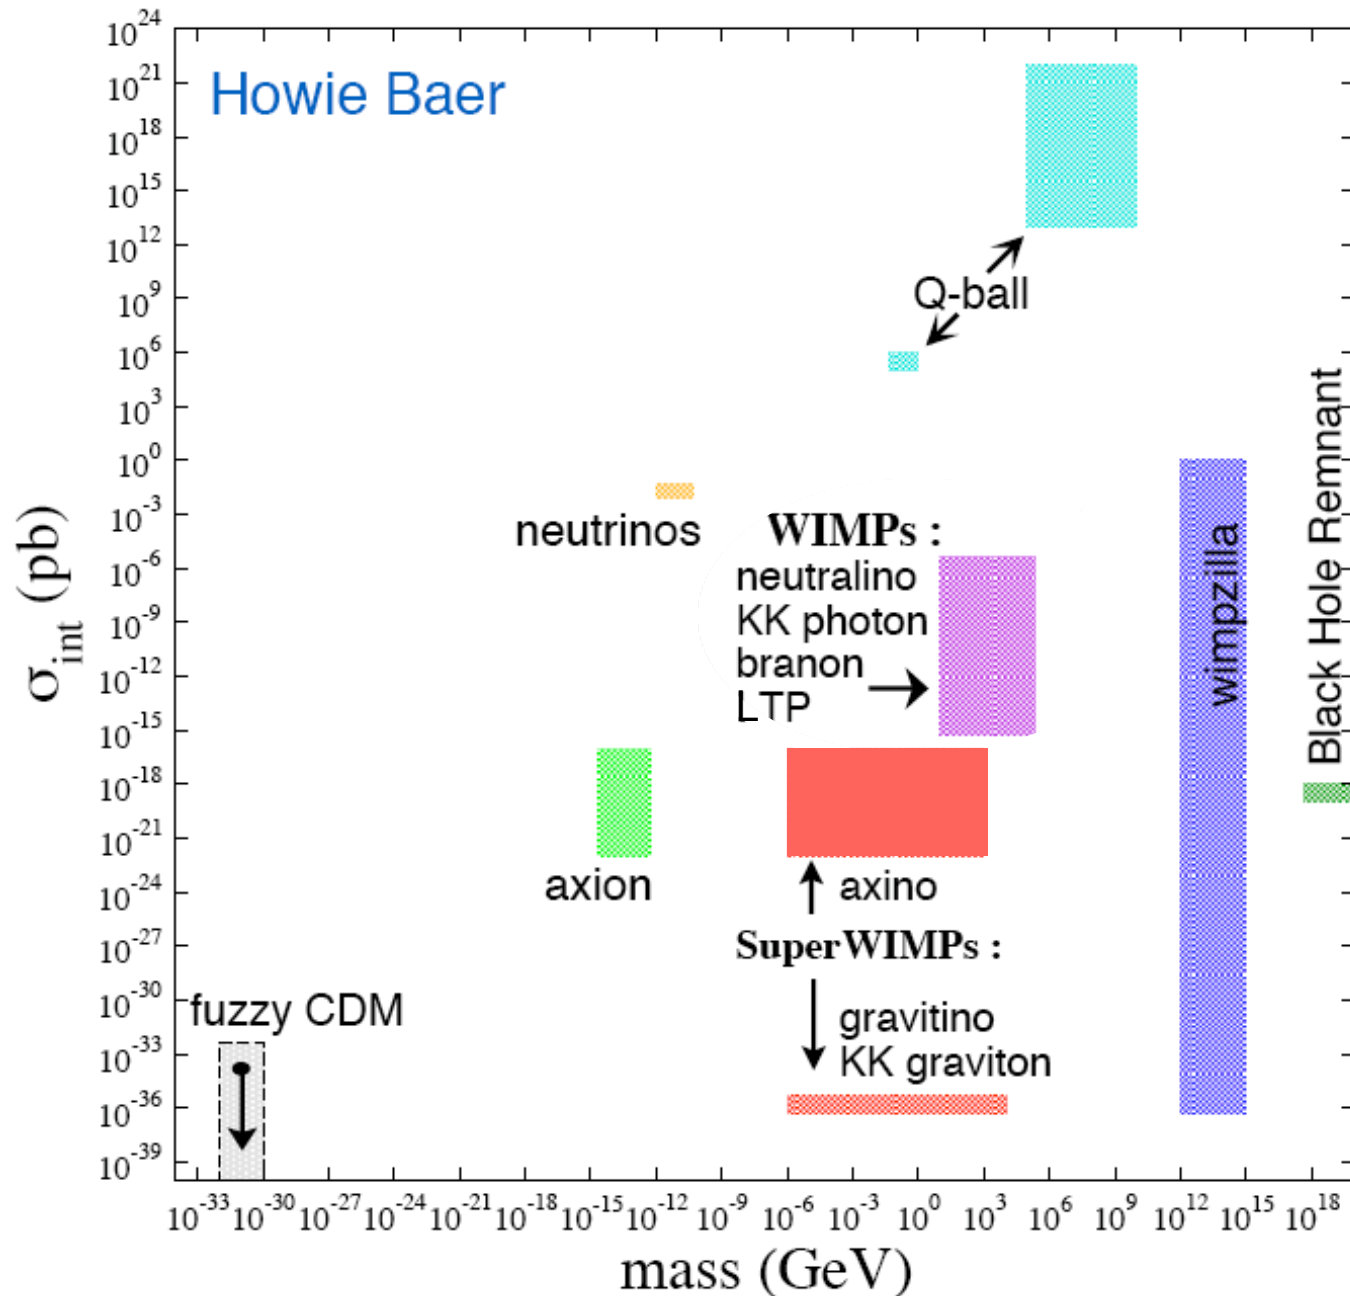 Howie Baer
10^24
10^21
10^18
10^15
10^12
10^9
10^6
10^3
10^0
10^-3
10^-6
10^-9
10^-12
10^-15
10^-18
10^-21
10^-24
10^-27
10^-30
10^-33
10^-36
10^-39
σ_int (pb)
Q-ball
neutrinos
WIMPs :
neutralino
KK photon
branon
LTP
wimpzilla
Black Hole Remnant
axion
axino
SuperWIMPs :
gravitino
KK graviton
fuzzy CDM
10^-33 10^-30 10^-27 10^-24 10^-21 10^-18 10^-15 10^-12 10^-9 10^-6 10^-3 10^0 10^3 10^6 10^9 10^12 10^15 10^18
mass (GeV)